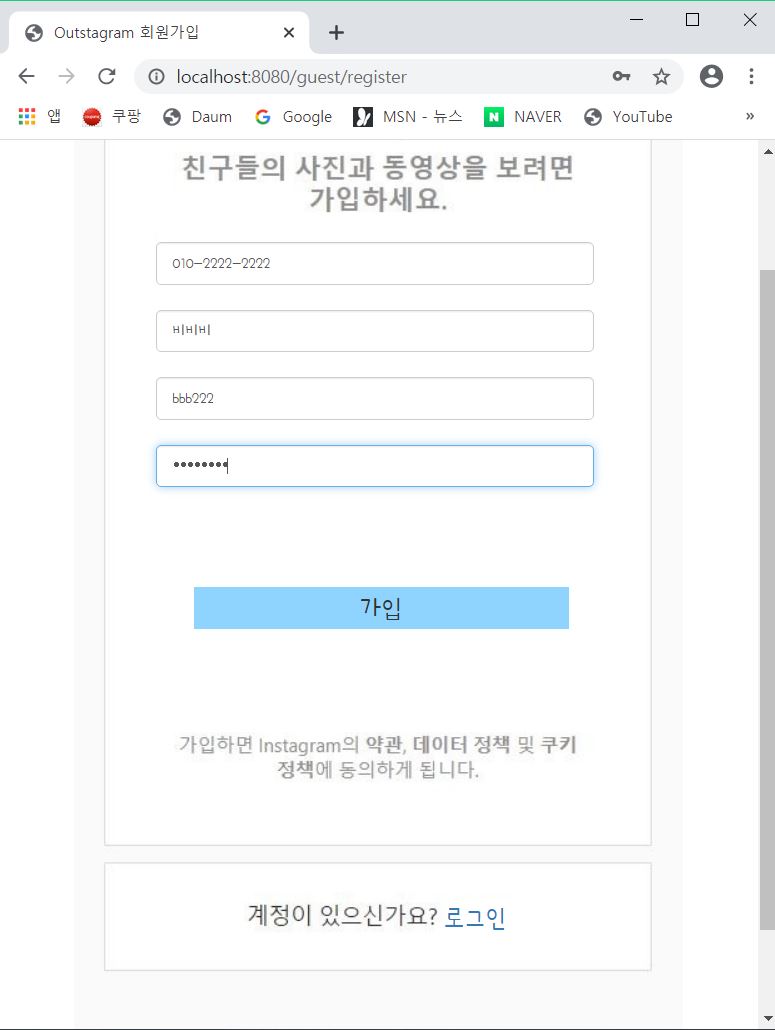 Outstagram 회원가입
localhost:8080/guest/register
앱 쿠팡 Daum Google MSN - 뉴스 NAVER YouTube »
친구들의 사진과 동영상을 보려면
가입하세요.
010-2222-2222
비비비
bbb222
••••••••
가입
가입하면 Instagram의 약관, 데이터 정책 및 쿠키
정책에 동의하게 됩니다.
계정이 있으신가요? 로그인